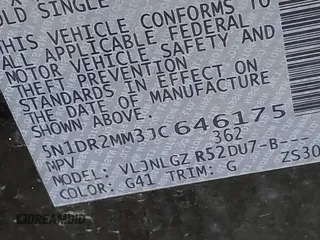 OLD SINGLE
THIS VEHICLE CONFORMS TO
ALL APPLICABLE FEDERAL
MOTOR VEHICLE SAFETY AND
THEFT PREVENTION
STANDARDS IN EFFECT ON
THE DATE OF MANUFACTURE
SHOWN ABOVE.
5N1DR2MM3JC646175
NPV 362
MODEL: VLJNLGZ R52DU7-B---
COLOR: G41 TRIM: G ZS30
IDREAMBID